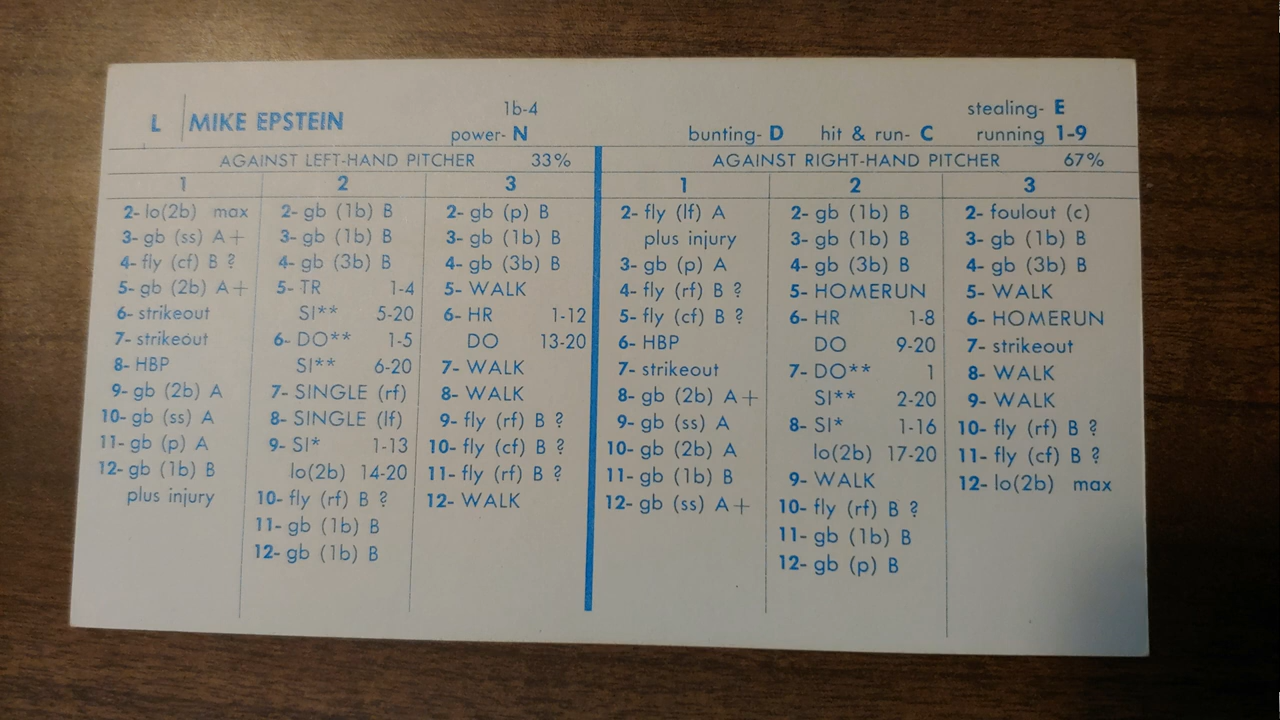 L MIKE EPSTEIN
1b-4
power- N
bunting- D hit & run- C
stealing- E
running 1-9
AGAINST LEFT-HAND PITCHER 33%
1 2 3
2- lo(2b) max
3- gb (ss) A+
4- fly (cf) B ?
5- gb (2b) A+
6- strikeout
7- strikeout
8- HBP
9- gb (2b) A
10- gb (ss) A
11- gb (p) A
12- gb (1b) B
plus injury
2- gb (1b) B
3- gb (1b) B
4- gb (3b) B
5- TR 1-4
SI** 5-20
6- DO** 1-5
SI** 6-20
7- SINGLE (rf)
8- SINGLE (lf)
9- SI* 1-13
lo(2b) 14-20
10- fly (rf) B ?
11- gb (1b) B
12- gb (1b) B
2- gb (p) B
3- gb (1b) B
4- gb (3b) B
5- WALK
6- HR 1-12
DO 13-20
7- WALK
8- WALK
9- fly (rf) B ?
10- fly (cf) B ?
11- fly (rf) B ?
12- WALK
AGAINST RIGHT-HAND PITCHER 67%
1 2 3
2- fly (lf) A
plus injury
3- gb (p) A
4- fly (rf) B ?
5- fly (cf) B ?
6- HBP
7- strikeout
8- gb (2b) A+
9- gb (ss) A
10- gb (2b) A
11- gb (1b) B
12- gb (ss) A+
2- gb (1b) B
3- gb (1b) B
4- gb (3b) B
5- HOMERUN
6- HR 1-8
DO 9-20
7- DO** 1
SI** 2-20
8- SI* 1-16
lo(2b) 17-20
9- WALK
10- fly (rf) B ?
11- gb (1b) B
12- gb (p) B
2- foulout (c)
3- gb (1b) B
4- gb (3b) B
5- WALK
6- HOMERUN
7- strikeout
8- WALK
9- WALK
10- fly (rf) B ?
11- fly (cf) B ?
12- lo(2b) max